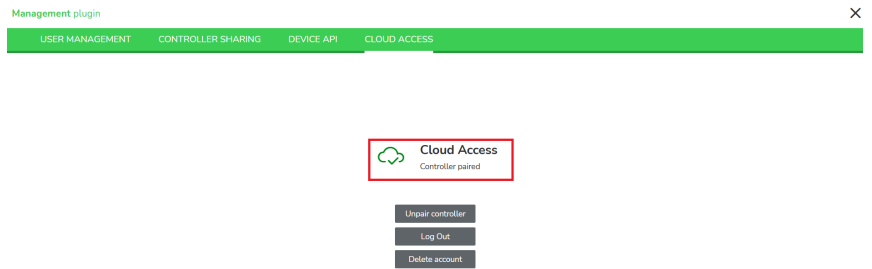 Management plugin
USER MANAGEMENT CONTROLLER SHARING DEVICE API CLOUD ACCESS
Cloud Access
Controller paired
Unpair controller
Log Out
Delete account